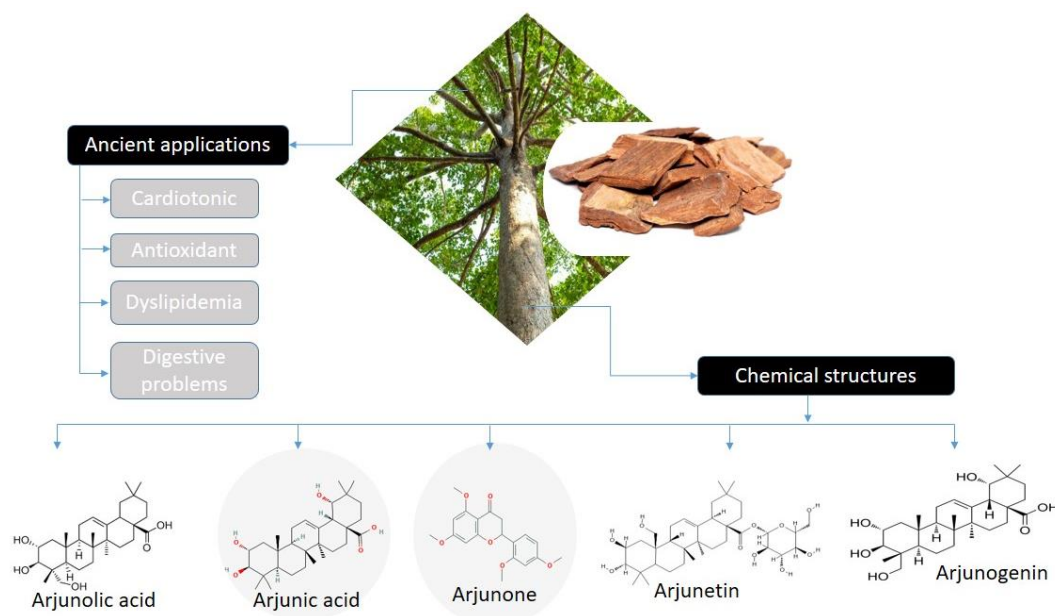 Ancient applications
Cardiotonic
Antioxidant
Dyslipidemia
Digestive
problems
Chemical structures
Arjunolic acid
Arjunic acid
Arjunone
Arjunetin
Arjunogenin